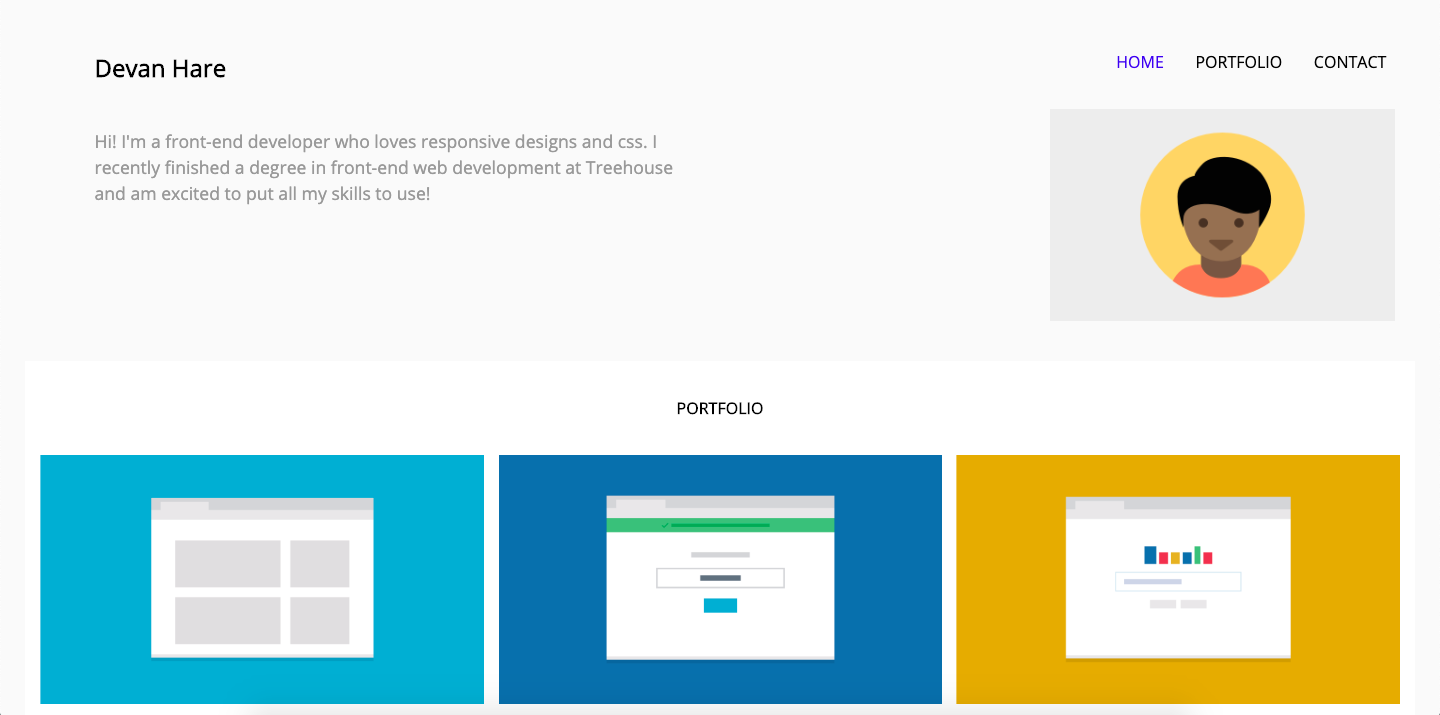 Devan Hare
HOME PORTFOLIO CONTACT
Hi! I'm a front-end developer who loves responsive designs and css. I
recently finished a degree in front-end web development at Treehouse
and am excited to put all my skills to use!
PORTFOLIO